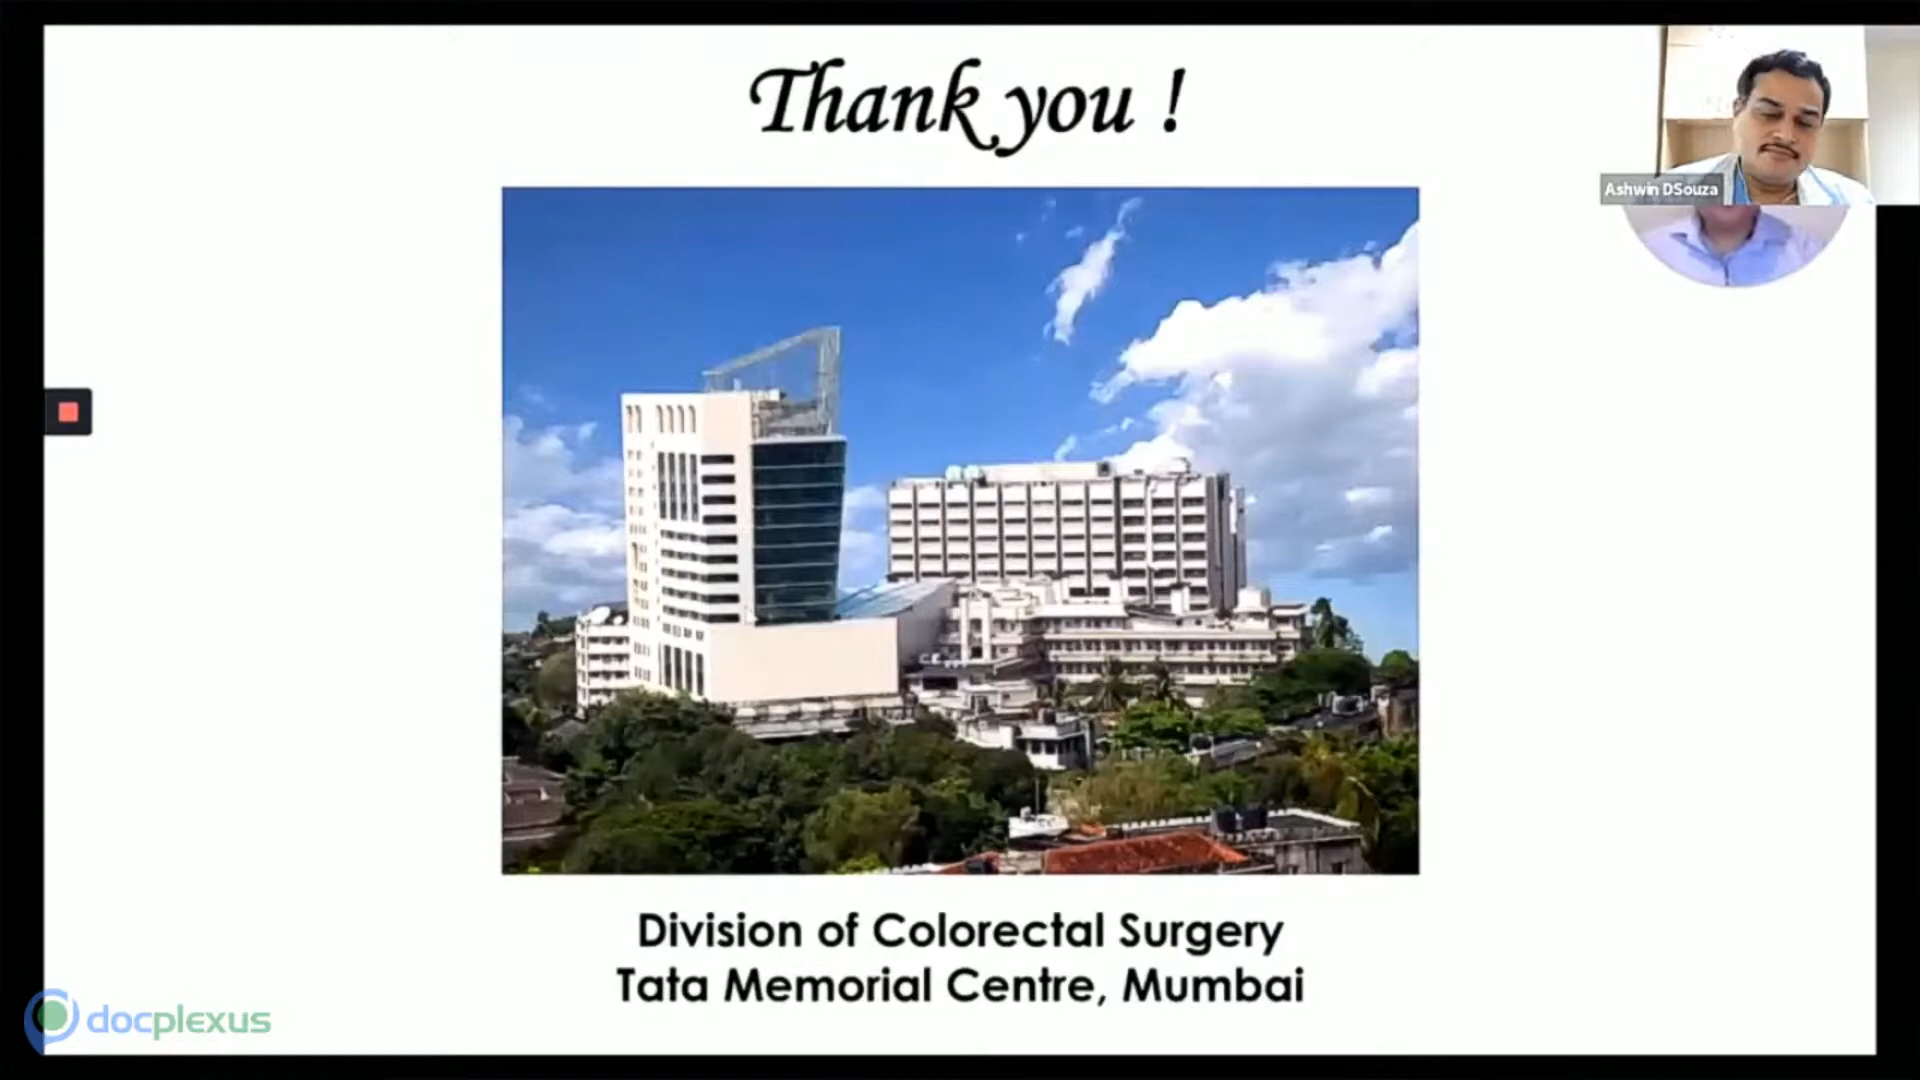 Thank you !
Ashwin DSouza
Division of Colorectal Surgery
Tata Memorial Centre, Mumbai
docplexus